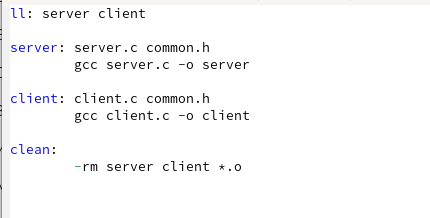 ll: server client
server: server.c common.h
gcc server.c -o server
client: client.c common.h
gcc client.c -o client
clean:
-rm server client *.o